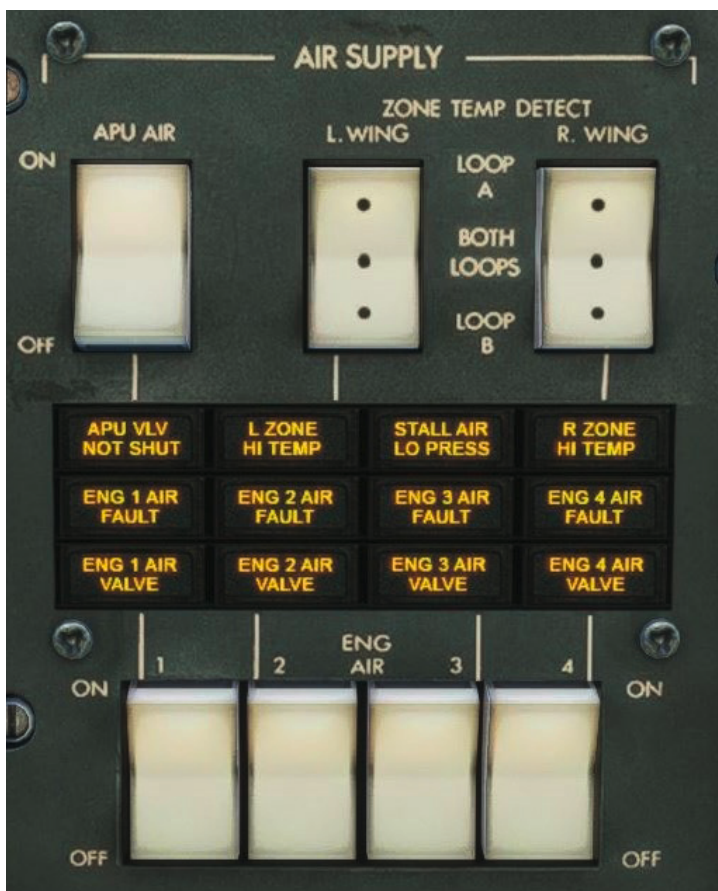 AIR SUPPLY
ZONE TEMP DETECT
APU AIR
L. WING
R. WING
ON
LOOP
A
BOTH
LOOPS
LOOP
B
OFF
APU VLV
NOT SHUT
L ZONE
HI TEMP
STALL AIR
LO PRESS
R ZONE
HI TEMP
ENG 1 AIR
FAULT
ENG 2 AIR
FAULT
ENG 3 AIR
FAULT
ENG 4 AIR
FAULT
ENG 1 AIR
VALVE
ENG 2 AIR
VALVE
ENG 3 AIR
VALVE
ENG 4 AIR
VALVE
ENG
AIR
1
2
3
4
ON
ON
OFF
OFF